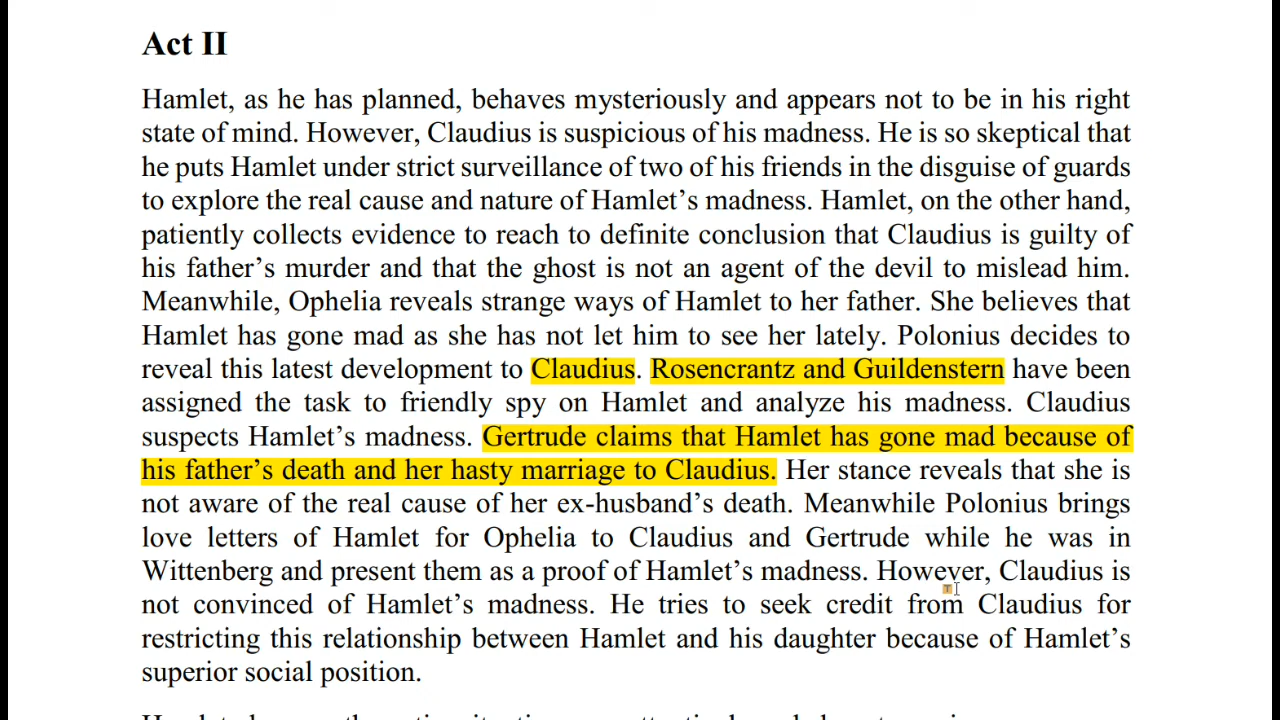 Act II
Hamlet, as he has planned, behaves mysteriously and appears not to be in his right
state of mind. However, Claudius is suspicious of his madness. He is so skeptical that
he puts Hamlet under strict surveillance of two of his friends in the disguise of guards
to explore the real cause and nature of Hamlet’s madness. Hamlet, on the other hand,
patiently collects evidence to reach to definite conclusion that Claudius is guilty of
his father’s murder and that the ghost is not an agent of the devil to mislead him.
Meanwhile, Ophelia reveals strange ways of Hamlet to her father. She believes that
Hamlet has gone mad as she has not let him to see her lately. Polonius decides to
reveal this latest development to Claudius. Rosencrantz and Guildenstern have been
assigned the task to friendly spy on Hamlet and analyze his madness. Claudius
suspects Hamlet’s madness. Gertrude claims that Hamlet has gone mad because of
his father’s death and her hasty marriage to Claudius. Her stance reveals that she is
not aware of the real cause of her ex-husband’s death. Meanwhile Polonius brings
love letters of Hamlet for Ophelia to Claudius and Gertrude while he was in
Wittenberg and present them as a proof of Hamlet’s madness. However, Claudius is
not convinced of Hamlet’s madness. He tries to seek credit from Claudius for
restricting this relationship between Hamlet and his daughter because of Hamlet’s
superior social position.